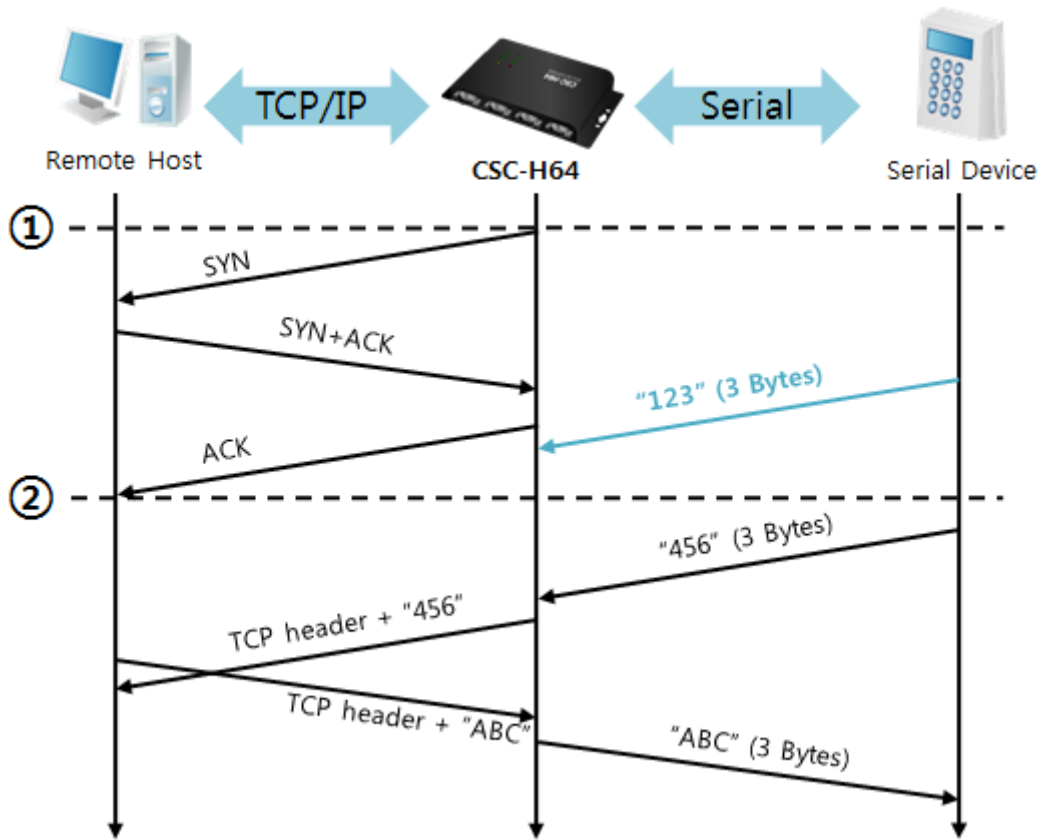 TCP/IP
Serial
Remote Host
CSC-H64
Serial Device
①
SYN
SYN+ACK
"123" (3 Bytes)
ACK
②
"456" (3 Bytes)
TCP header + "456"
TCP header + "ABC"
"ABC" (3 Bytes)